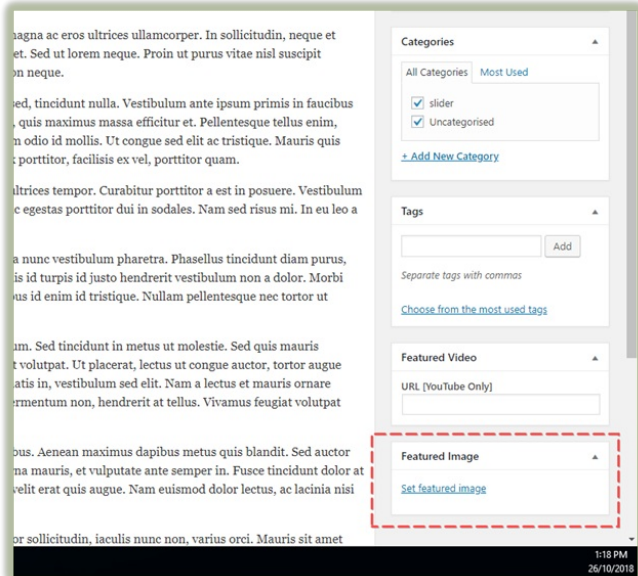 magna ac eros ultrices ullamcorper. In sollicitudin, neque et
et. Sed ut lorem neque. Proin ut purus vitae nisl suscipit
on neque.
sed, tincidunt nulla. Vestibulum ante ipsum primis in faucibus
, quis maximus massa efficitur et. Pellentesque tellus enim,
m odio id mollis. Ut congue sed elit ac tristique. Mauris quis
porttitor, facilisis ex vel, porttitor quam.
ultrices tempor. Curabitur porttitor a est in posuere. Vestibulum
c egestas porttitor dui in sodales. Nam sed risus mi. In eu leo a
a nunc vestibulum pharetra. Phasellus tincidunt diam purus,
is id turpis id justo hendrerit vestibulum non a dolor. Morbi
bus id enim id tristique. Nullam pellentesque nec tortor ut
um. Sed tincidunt in metus ut molestie. Sed quis mauris
t volutpat. Ut placerat, lectus ut congue auctor, tortor augue
atis in, vestibulum sed elit. Nam a lectus et mauris ornare
ermentum non, hendrerit at tellus. Vivamus feugiat volutpat
bus. Aenean maximus dapibus metus quis blandit. Sed auctor
na mauris, et vulputate ante semper in. Fusce tincidunt dolor at
velit erat quis augue. Nam euismod dolor lectus, ac lacinia nisi
or sollicitudin, iaculis nunc non, varius orci. Mauris sit amet
Categories
All Categories Most Used
slider
Uncategorised
+ Add New Category
Tags
Add
Separate tags with commas
Choose from the most used tags
Featured Video
URL [YouTube Only]
Featured Image
Set featured image
1:18 PM
26/10/2018